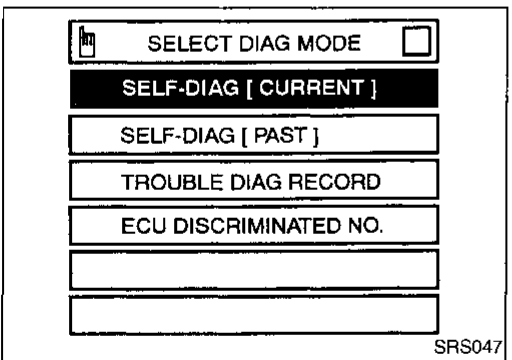 SELECT DIAG MODE
SELF-DIAG [ CURRENT ]
SELF-DIAG [ PAST ]
TROUBLE DIAG RECORD
ECU DISCRIMINATED NO.
SRS047